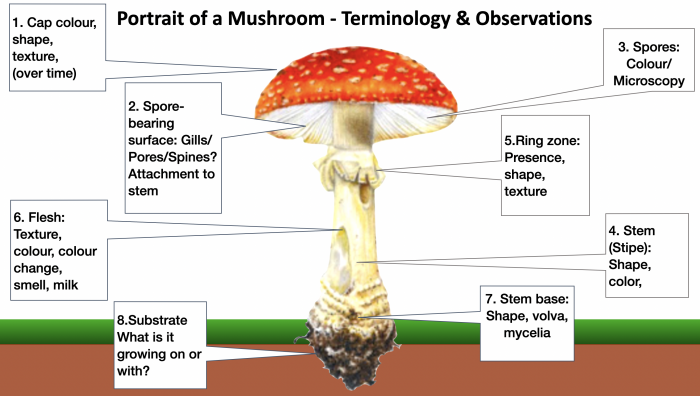 Portrait of a Mushroom - Terminology & Observations
1. Cap colour,
shape,
texture,
(over time)
2. Spore-
bearing
surface: Gills/
Pores/Spines?
Attachment to
stem
3. Spores:
Colour/
Microscopy
5.Ring zone:
Presence,
shape,
texture
6. Flesh:
Texture,
colour, colour
change,
smell, milk
4. Stem
(Stipe):
Shape,
color,
7. Stem base:
Shape, volva,
mycelia
8.Substrate
What is it
growing on or
with?